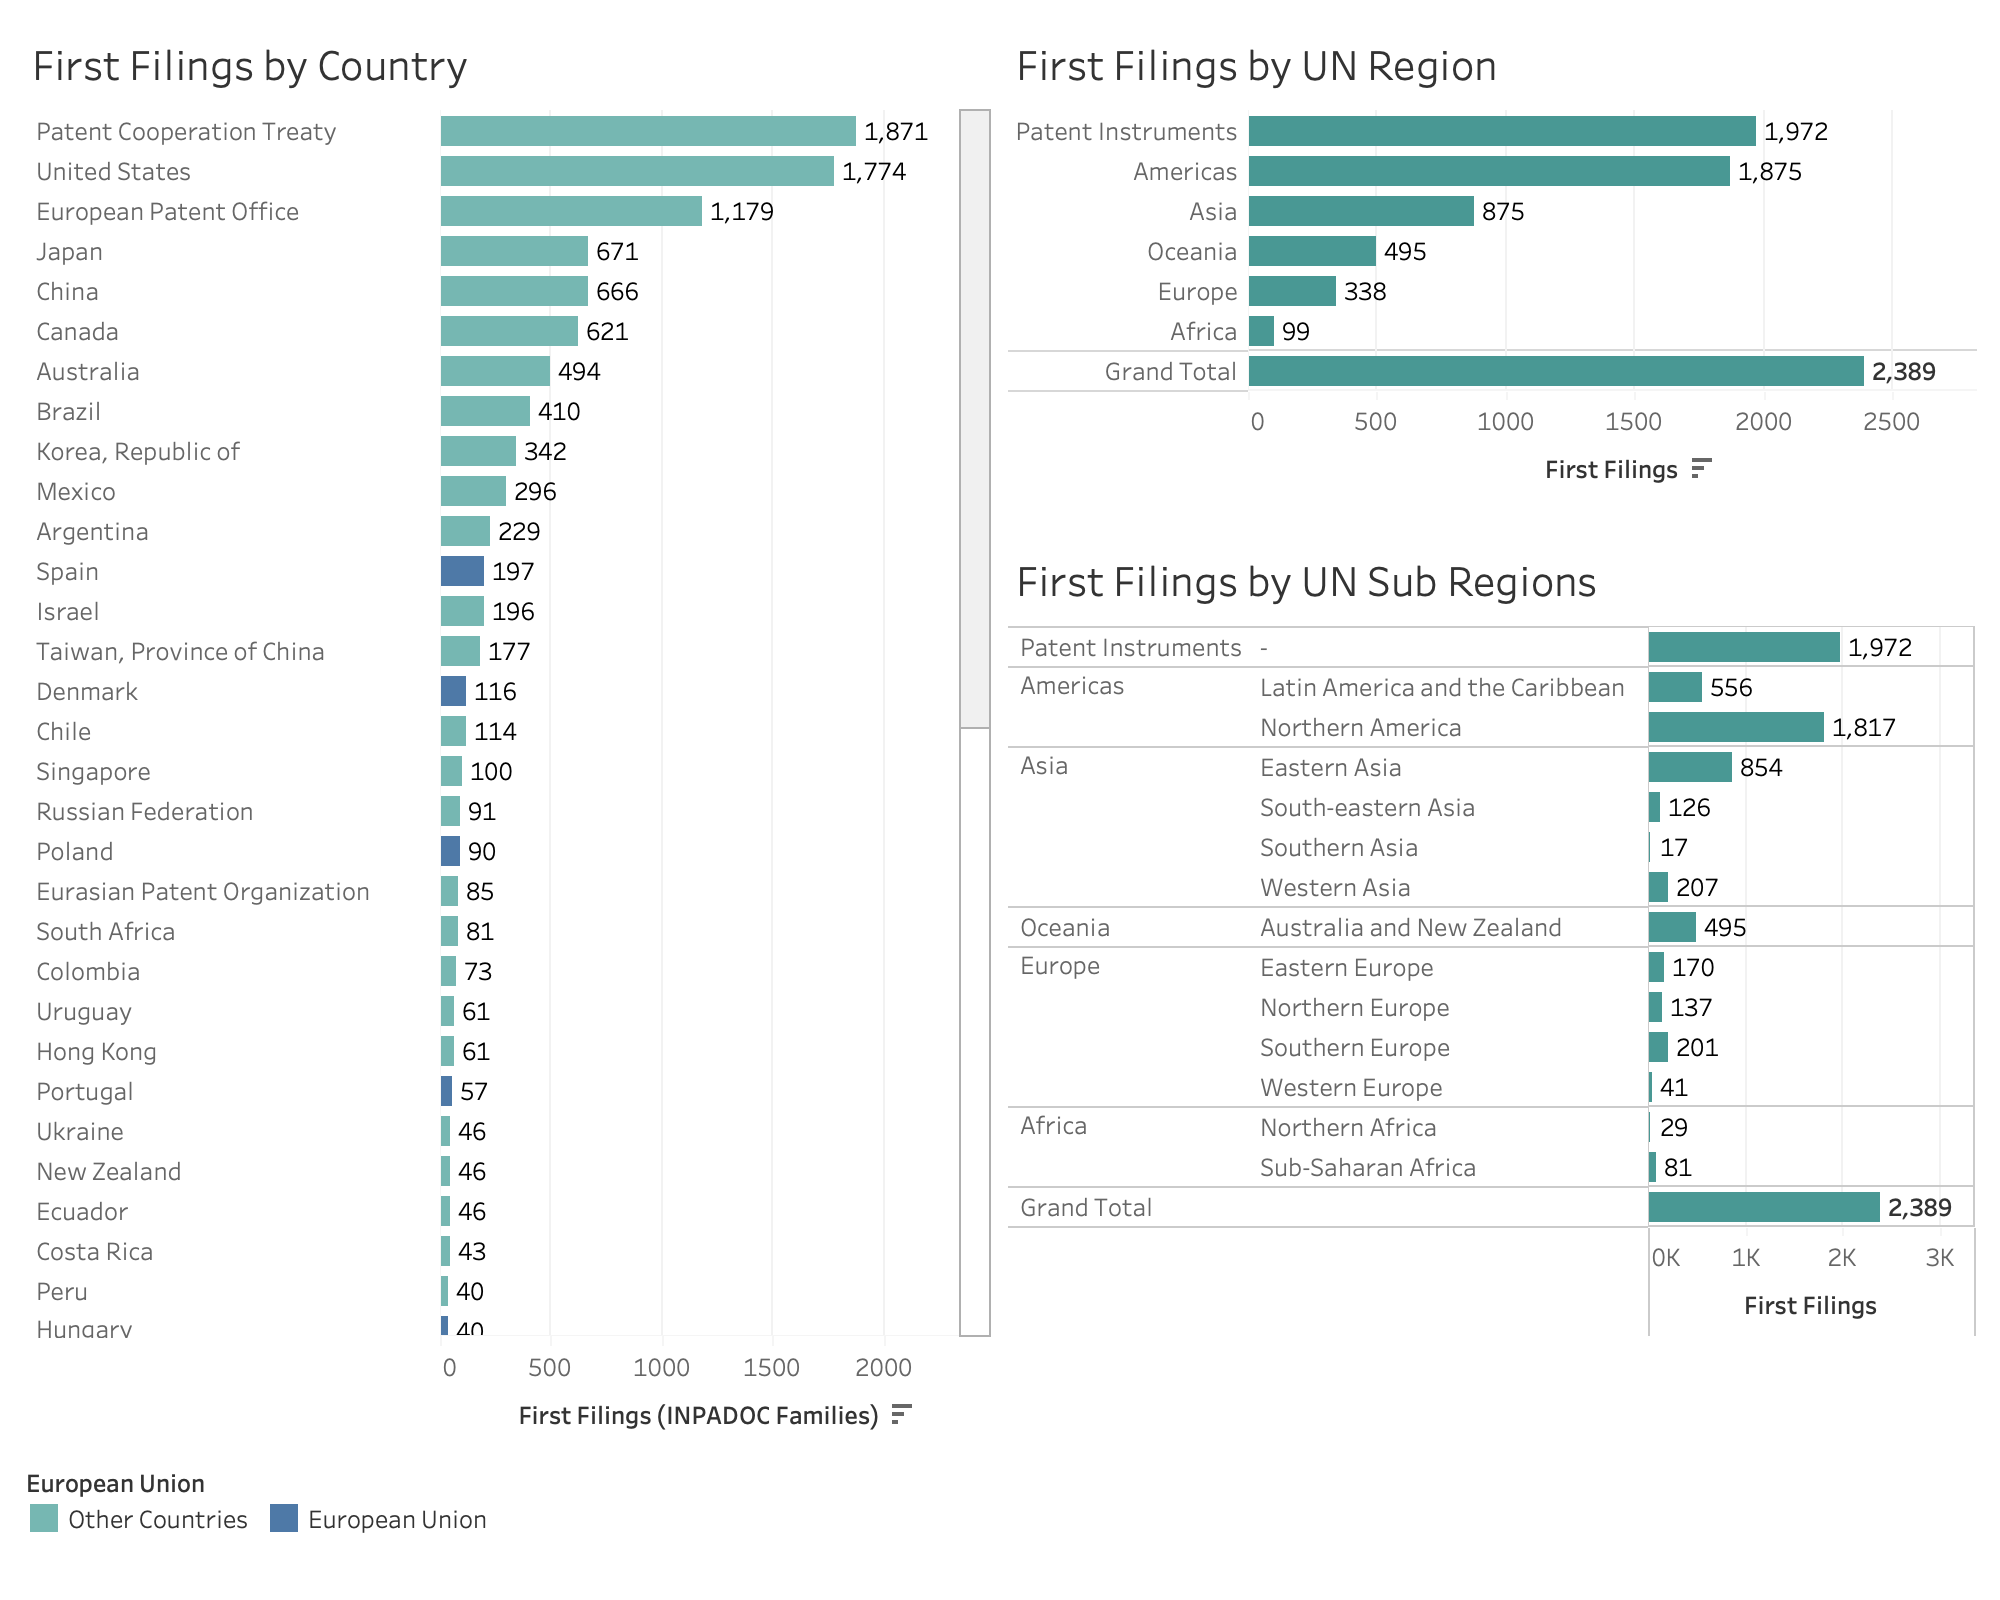 First Filings by Country
Patent Cooperation Treaty 1,871
United States 1,774
European Patent Office 1,179
Japan 671
China 666
Canada 621
Australia 494
Brazil 410
Korea, Republic of 342
Mexico 296
Argentina 229
Spain 197
Israel 196
Taiwan, Province of China 177
Denmark 116
Chile 114
Singapore 100
Russian Federation 91
Poland 90
Eurasian Patent Organization 85
South Africa 81
Colombia 73
Uruguay 61
Hong Kong 61
Portugal 57
Ukraine 46
New Zealand 46
Ecuador 46
Costa Rica 43
Peru 40
Hungary 40
0 500 1000 1500 2000
First Filings (INPADOC Families)
European Union
Other Countries European Union
First Filings by UN Region
Patent Instruments 1,972
Americas 1,875
Asia 875
Oceania 495
Europe 338
Africa 99
Grand Total 2,389
0 500 1000 1500 2000 2500
First Filings
First Filings by UN Sub Regions
Patent Instruments - 1,972
Americas Latin America and the Caribbean 556
Northern America 1,817
Asia Eastern Asia 854
South-eastern Asia 126
Southern Asia 17
Western Asia 207
Oceania Australia and New Zealand 495
Europe Eastern Europe 170
Northern Europe 137
Southern Europe 201
Western Europe 41
Africa Northern Africa 29
Sub-Saharan Africa 81
Grand Total 2,389
0K 1K 2K 3K
First Filings